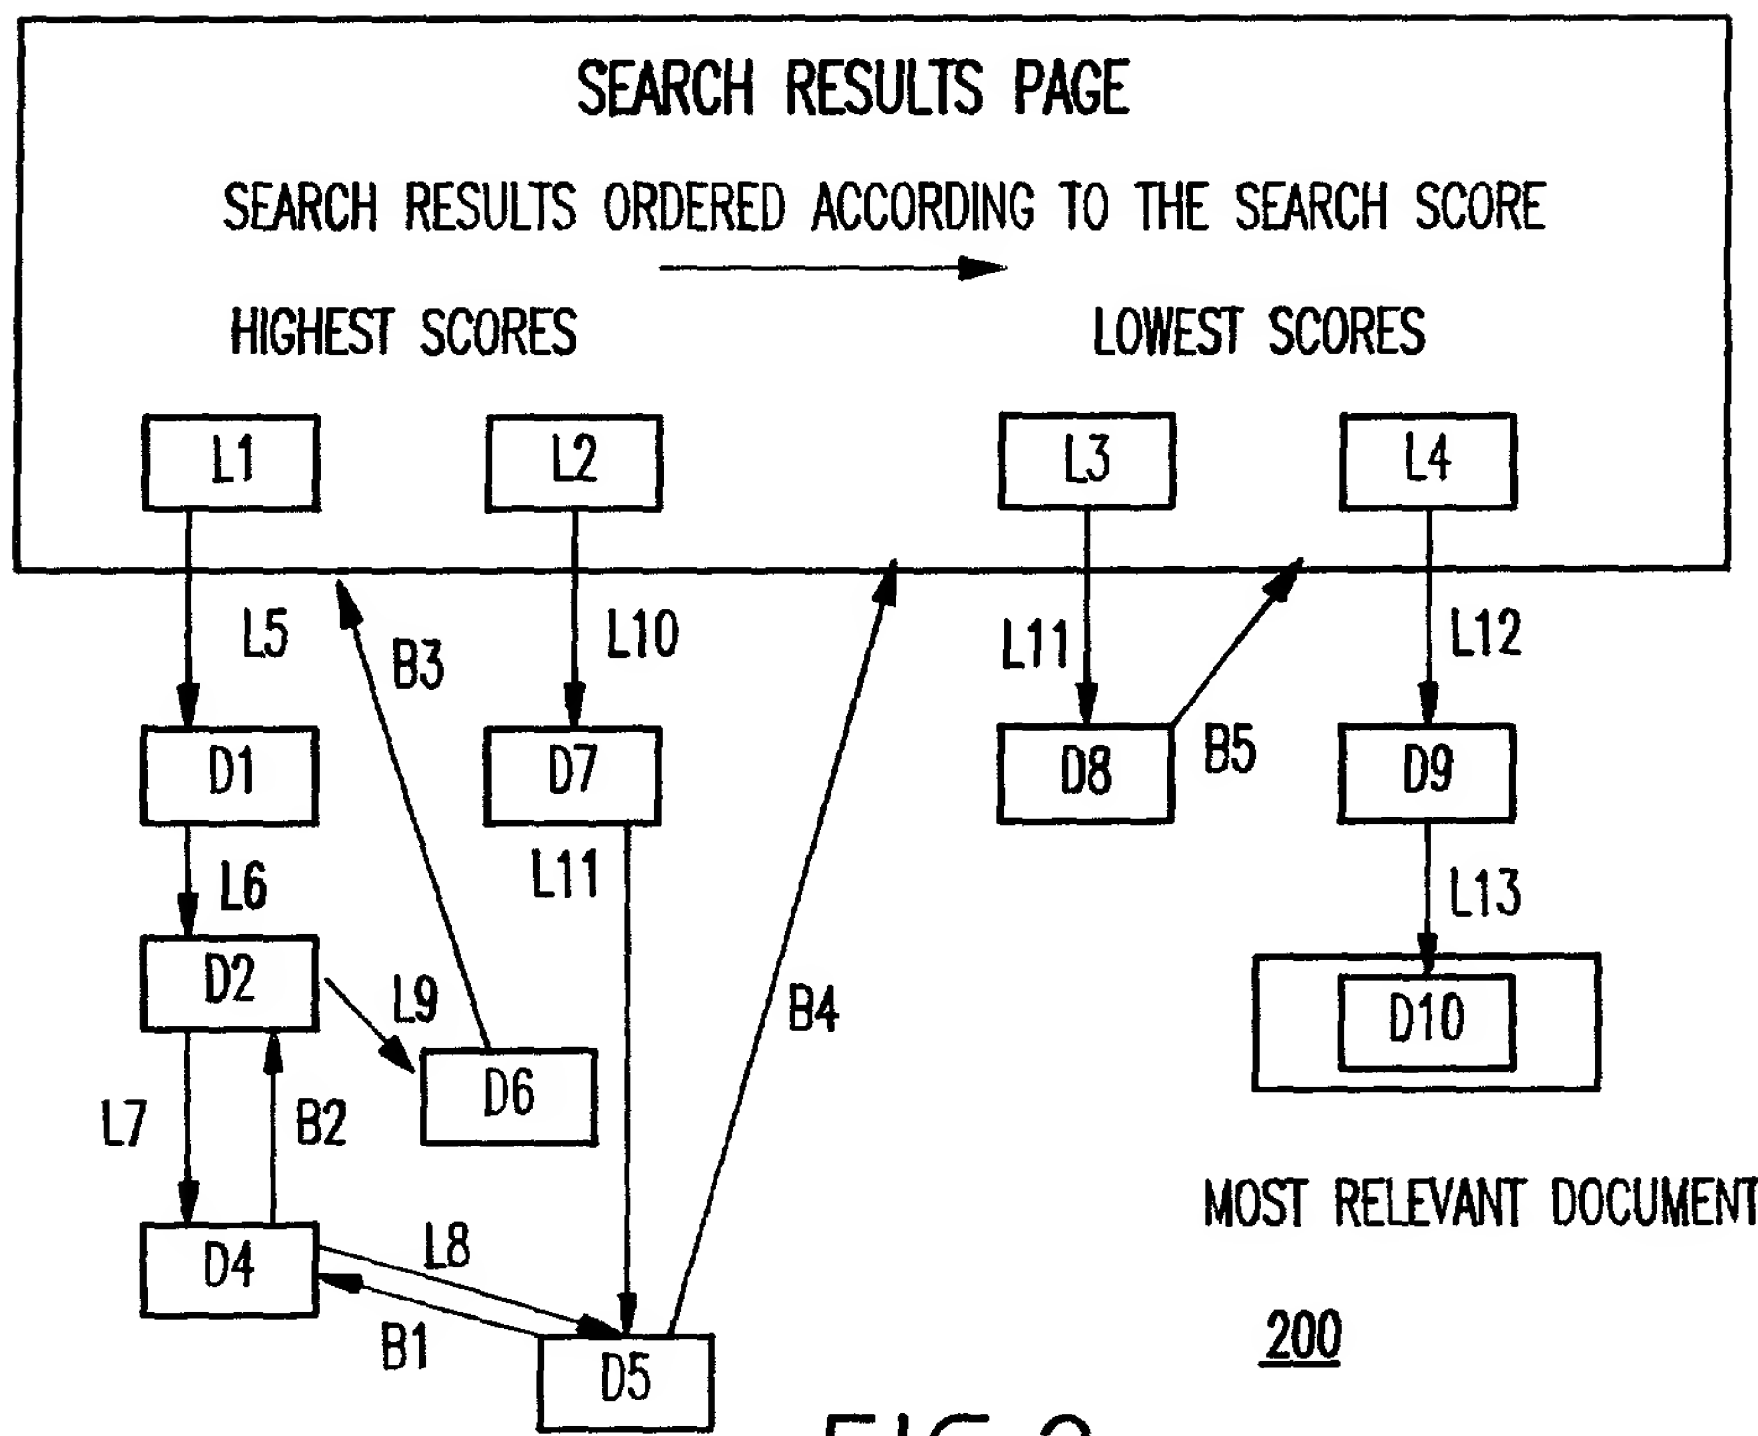 SEARCH RESULTS PAGE
SEARCH RESULTS ORDERED ACCORDING TO THE SEARCH SCORE
HIGHEST SCORES LOWEST SCORES
L1 L2 L3 L4
L5 B3 L10 L11 L12
D1 D7 D8 B5 D9
L6 L11 L13
D2 L9 B4 D10
D6
L7 B2
MOST RELEVANT DOCUMENT
D4 L8
B1 D5 200